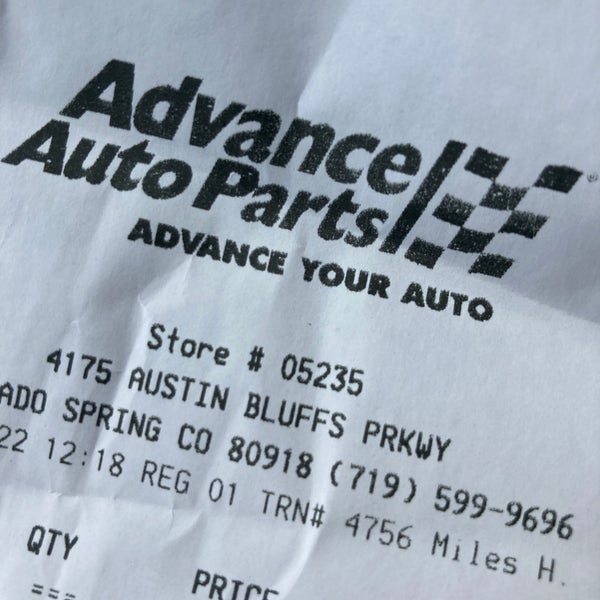 Advance
Auto Parts
ADVANCE YOUR AUTO
Store # 05235
4175 AUSTIN BLUFFS PRKWY
ADO SPRING CO 80918 (719) 599-9696
22 12:18 REG 01 TRN# 4756 Miles H.
QTY PRICE
===